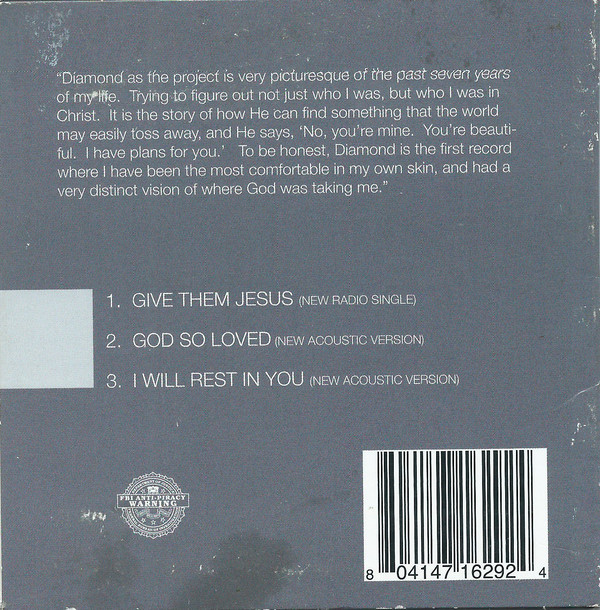 “Diamond as the project is very picturesque of the past seven years
of my life. Trying to figure out not just who I was, but who I was in
Christ. It is the story of how He can find something that the world
may easily toss away, and He says, ‘No, you’re mine. You’re beauti-
ful. I have plans for you.’ To be honest, Diamond is the first record
where I have been the most comfortable in my own skin, and had a
very distinct vision of where God was taking me.”
1. GIVE THEM JESUS (NEW RADIO SINGLE)
2. GOD SO LOVED (NEW ACOUSTIC VERSION)
3. I WILL REST IN YOU (NEW ACOUSTIC VERSION)
FBI ANTI-PIRACY
WARNING
8 04147 16292 4